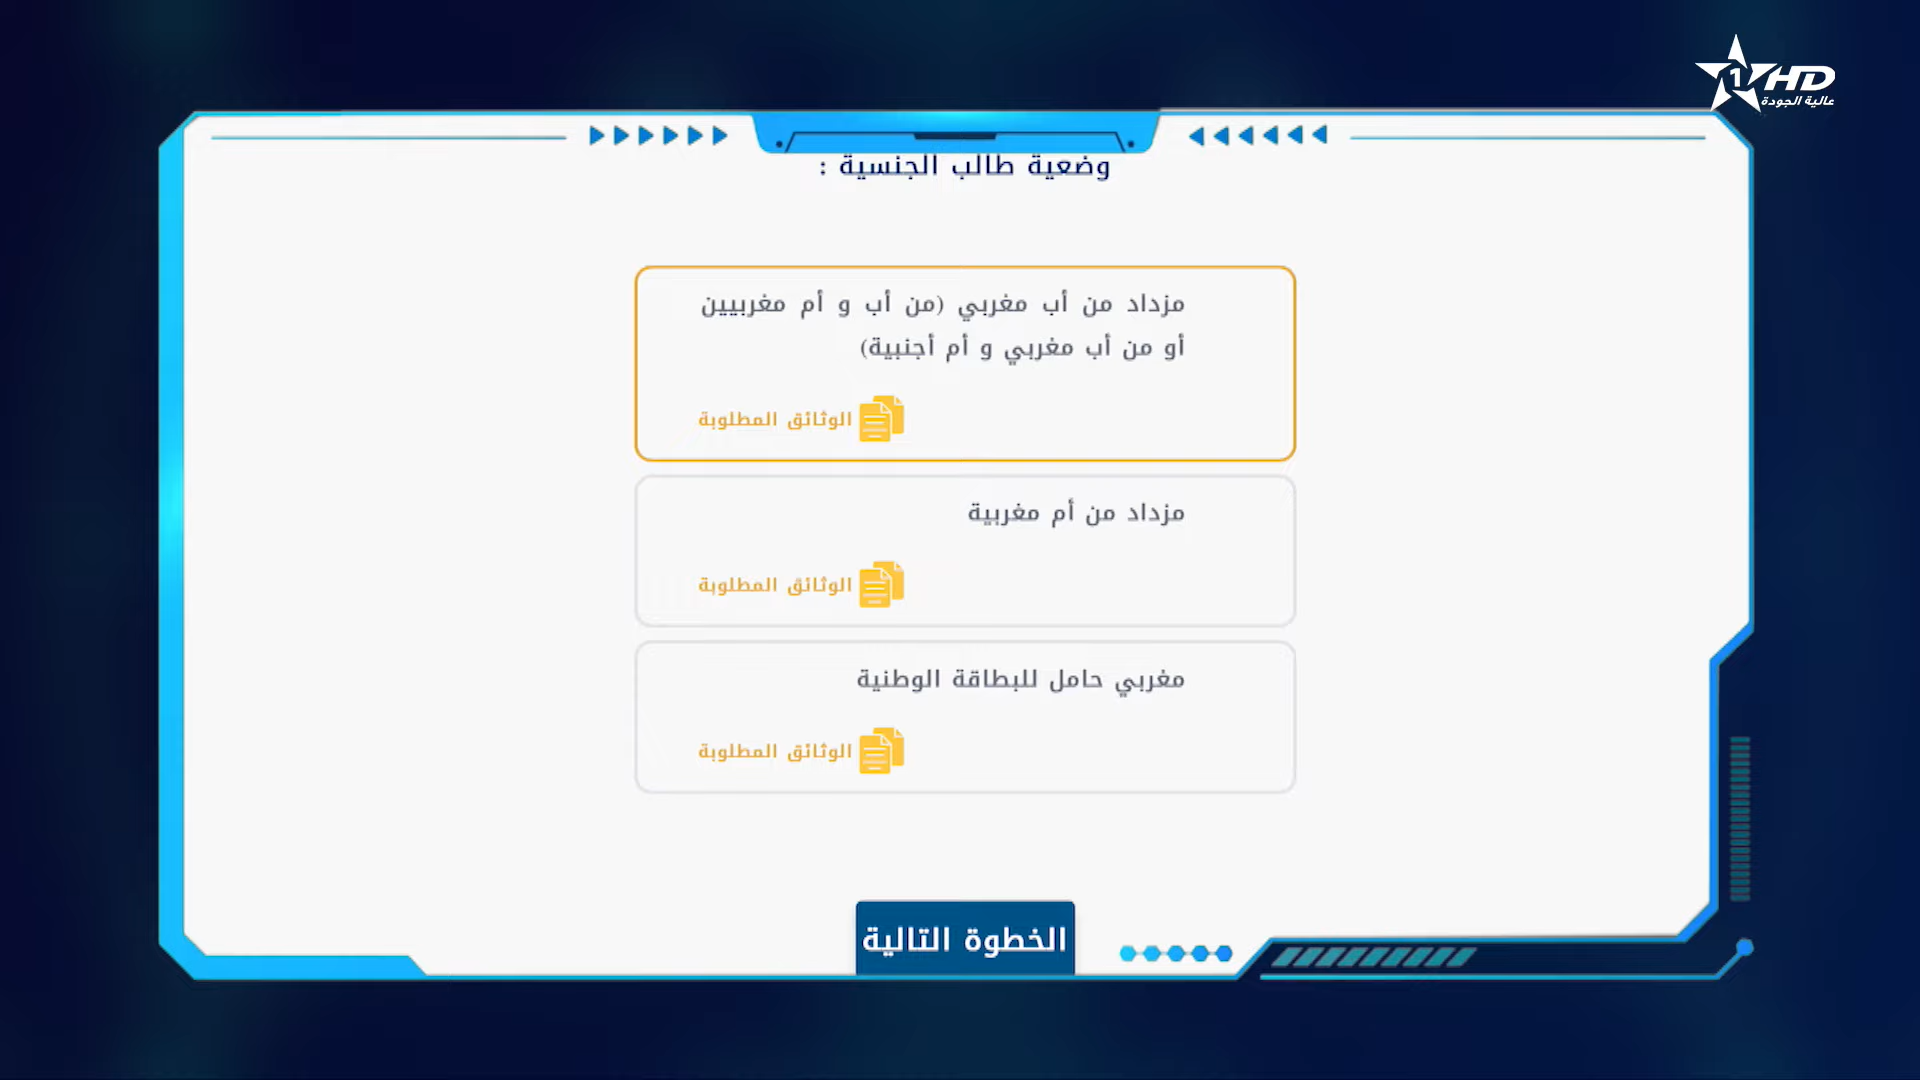 1HD
عالية الجودة
وضعية طالب الجنسية :
مزداد من أب مغربي (من أب و أم مغربيين
أو من أب مغربي و أم أجنبية)
الوثائق المطلوبة
مزداد من أم مغربية
الوثائق المطلوبة
مغربي حامل للبطاقة الوطنية
الوثائق المطلوبة
الخطوة التالية